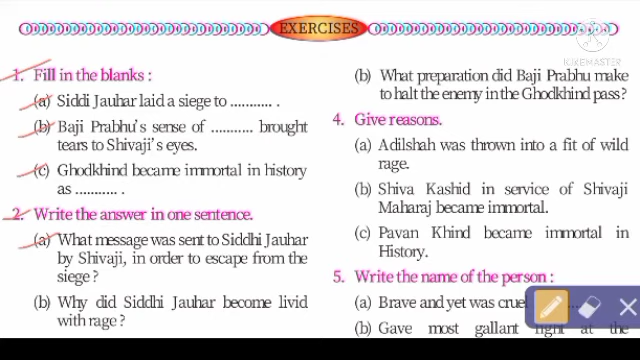 EXERCISES
KINEMASTER
1. Fill in the blanks :
(a) Siddi Jauhar laid a siege to ........... .
(b) Baji Prabhu's sense of ........... brought
tears to Shivaji's eyes.
(c) Ghodkhind became immortal in history
as ........... .
2. Write the answer in one sentence.
(a) What message was sent to Siddhi Jauhar
by Shivaji, in order to escape from the
siege ?
(b) Why did Siddhi Jauhar become livid
with rage ?
(b) What preparation did Baji Prabhu make
to halt the enemy in the Ghodkhind pass?
4. Give reasons.
(a) Adilshah was thrown into a fit of wild
rage.
(b) Shiva Kashid in service of Shivaji
Maharaj became immortal.
(c) Pavan Khind became immortal in
History.
5. Write the name of the person :
(a) Brave and yet was cruel
(b) Gave most gallant fight at the